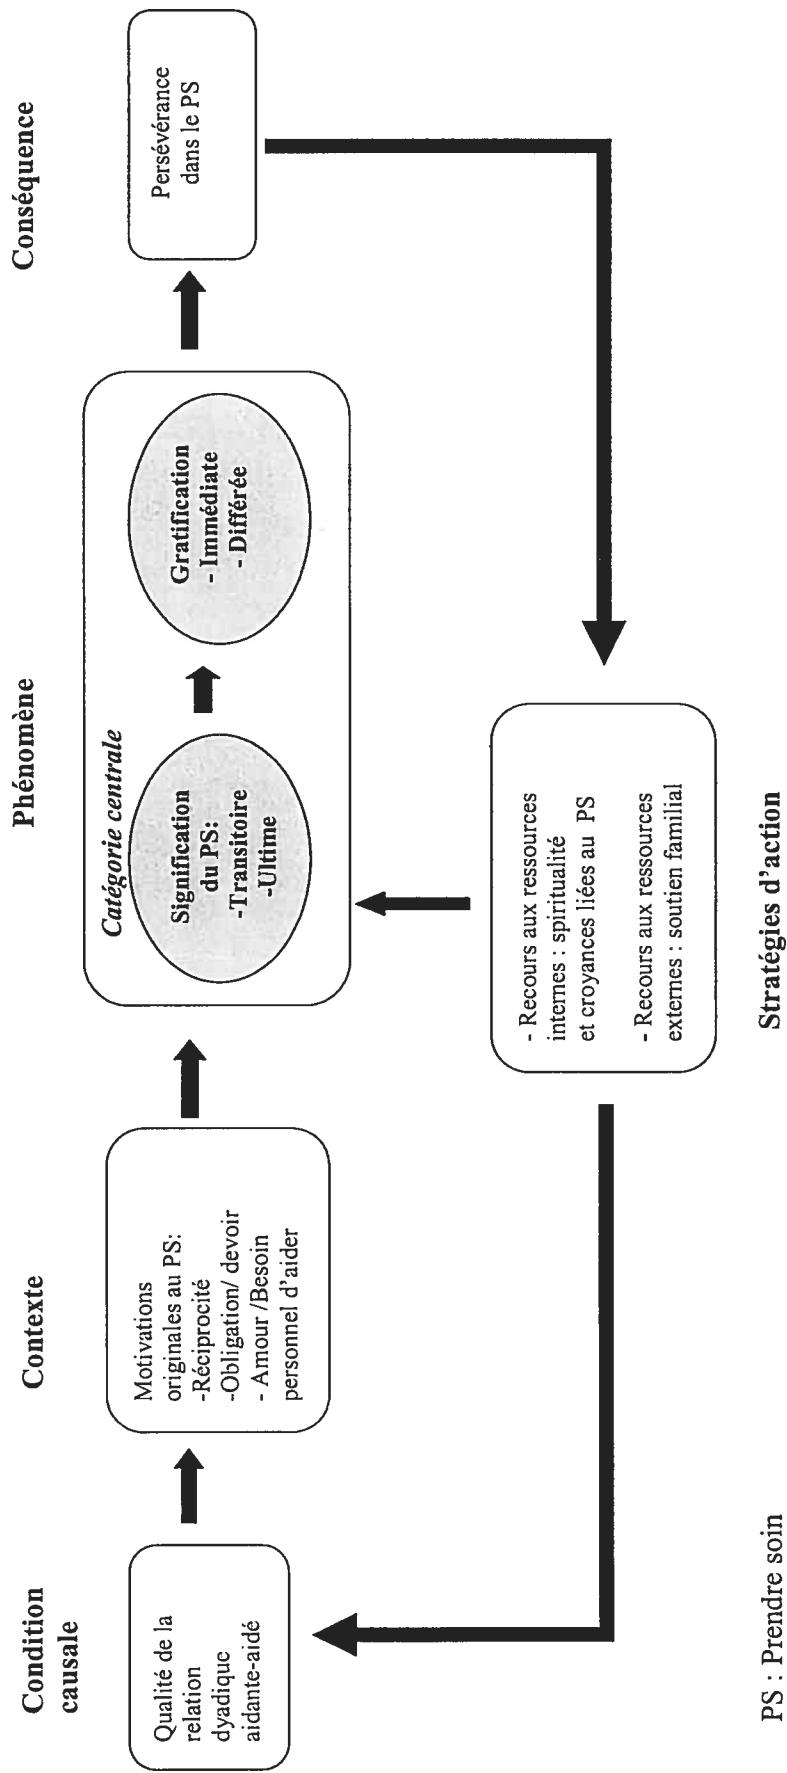 Condition
causale
Qualité de la
relation
dyadique
aidante-aidé
Contexte
Motivations
originales au PS:
-Réciprocité
-Obligation/ devoir
- Amour /Besoin
personnel d'aider
Phénomène
Catégorie centrale
Signification
du PS:
-Transitoire
-Ultime
Gratification
- Immédiate
- Différée
Conséquence
Persévérance
dans le PS
- Recours aux ressources
internes : spiritualité
et croyances liées au PS
- Recours aux ressources
externes : soutien familial
Stratégies d'action
PS : Prendre soin